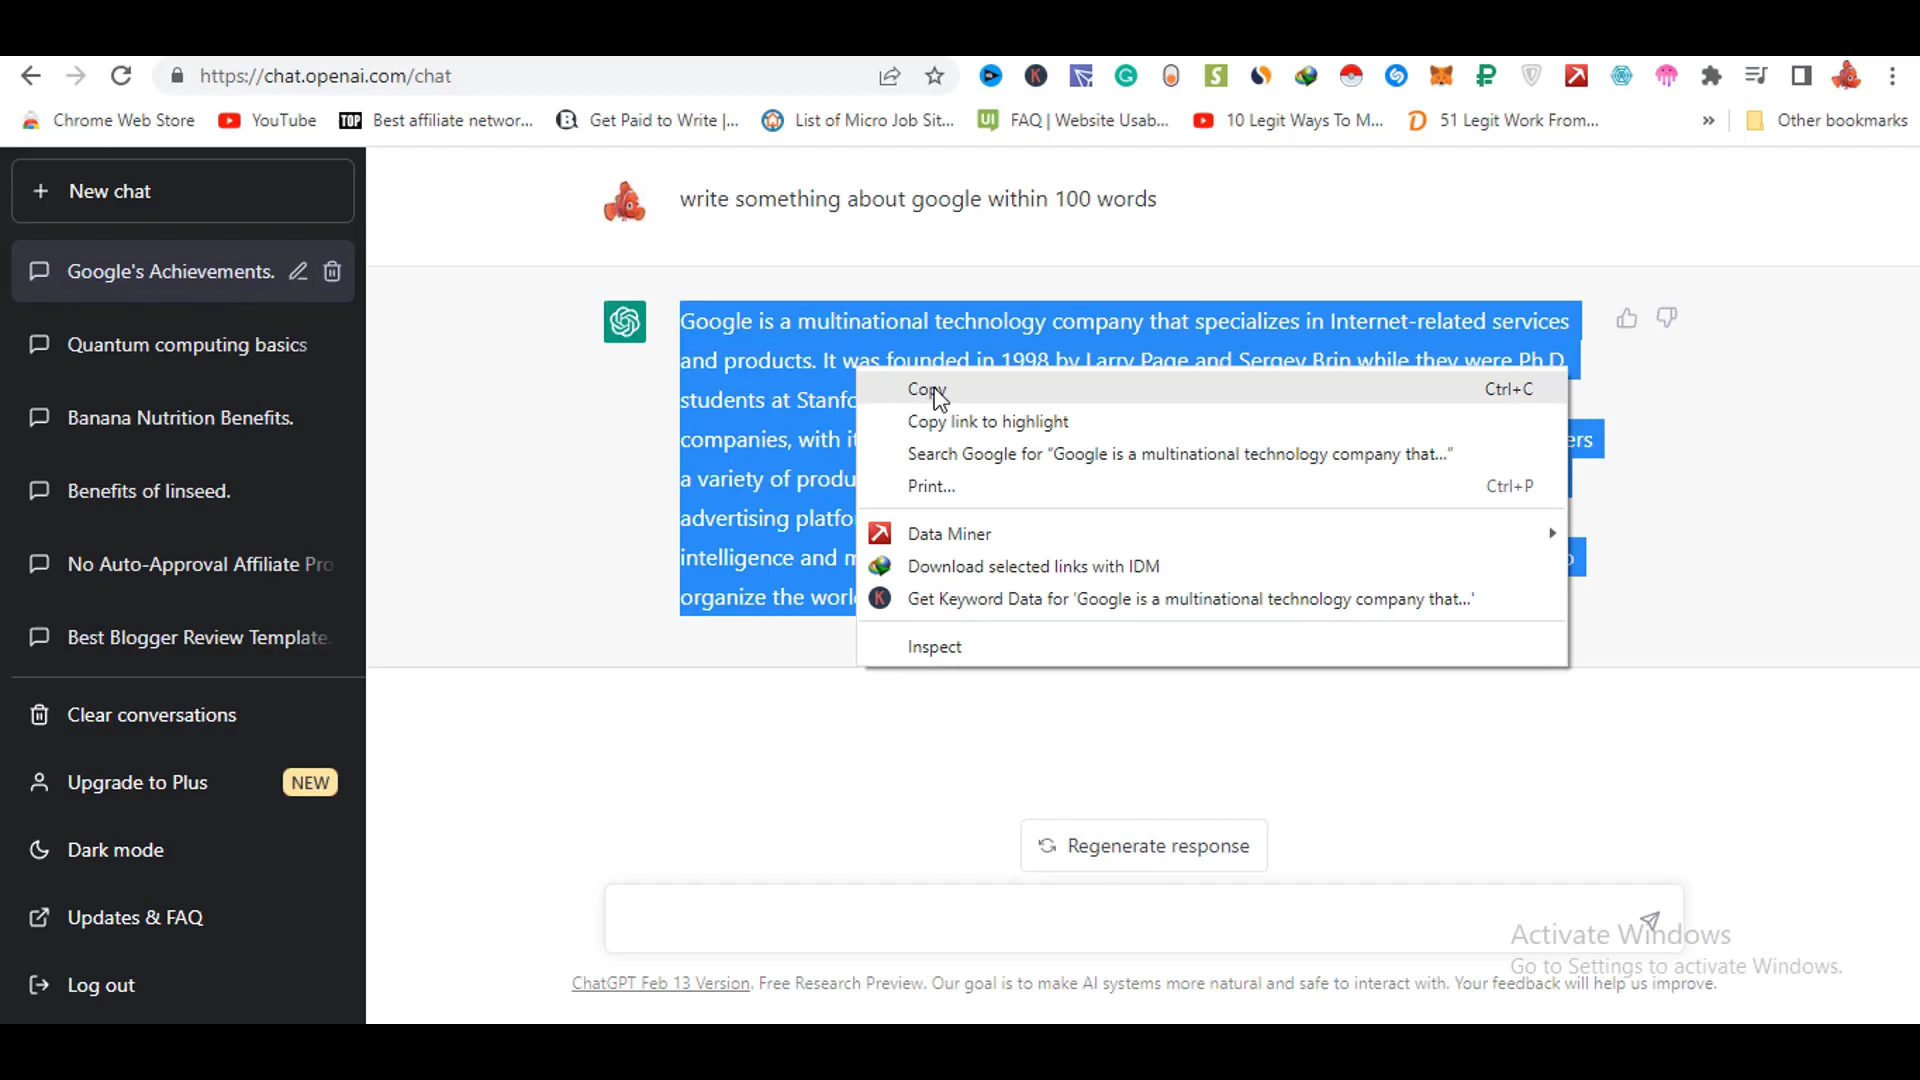 https://chat.openai.com/chat
Chrome Web Store YouTube TOP Best affiliate networ... Get Paid to Write |... List of Micro Job Sit... UI FAQ | Website Usab... 10 Legit Ways To M... 51 Legit Work From... » Other bookmarks
+ New chat
write something about google within 100 words
Google's Achievements.
Google is a multinational technology company that specializes in Internet-related services
and products. It was founded in 1998 by Larry Page and Sergey Brin while they were Ph.D.
Quantum computing basics
Copy Ctrl+C
students at Stanfo
Banana Nutrition Benefits.
Copy link to highlight
companies, with it
ers
Search Google for "Google is a multinational technology company that..."
a variety of produ
Print... Ctrl+P
Benefits of linseed.
advertising platfo
Data Miner
intelligence and m
No Auto-Approval Affiliate Pro
Download selected links with IDM
organize the worl
Get Keyword Data for 'Google is a multinational technology company that...'
Best Blogger Review Template.
Inspect
Clear conversations
Upgrade to Plus NEW
Dark mode
Regenerate response
Updates & FAQ
Activate Windows
Go to Settings to activate Windows.
Log out
ChatGPT Feb 13 Version. Free Research Preview. Our goal is to make AI systems more natural and safe to interact with. Your feedback will help us improve.